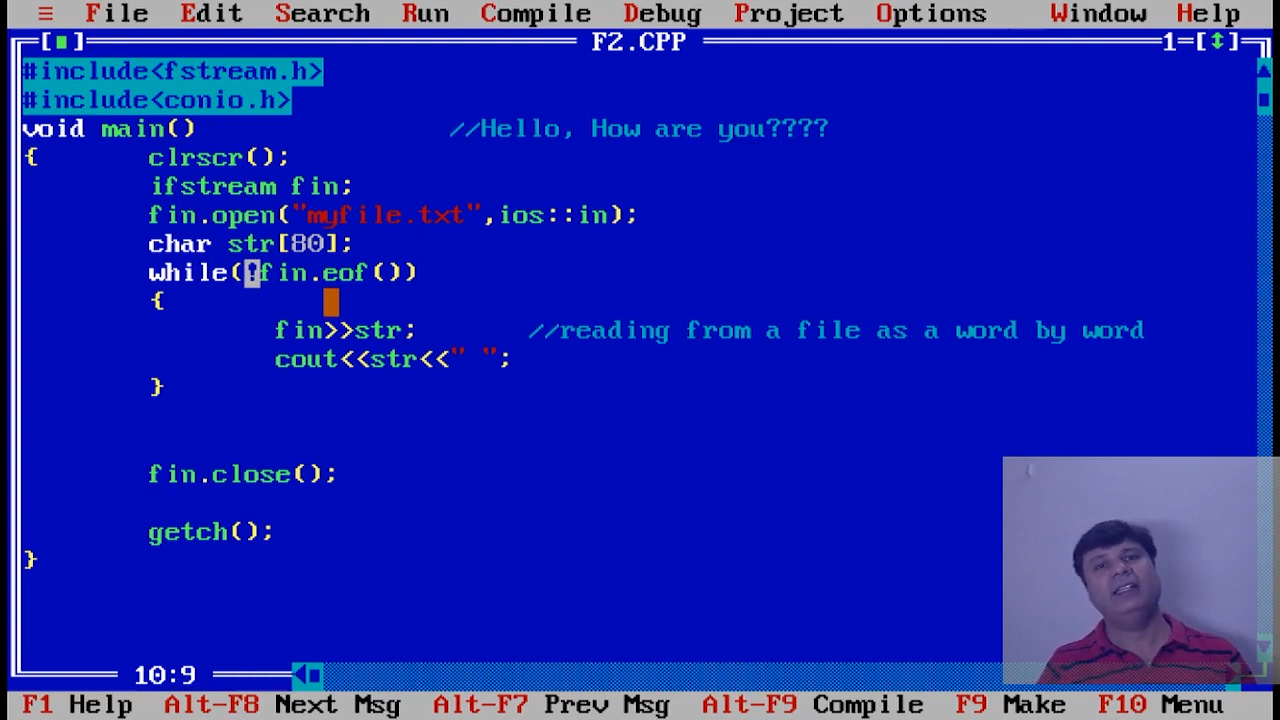 ≡ File Edit Search Run Compile Debug Project Options Window Help
[■] F2.CPP 1=[↕]
#include<fstream.h>
#include<conio.h>
void main() //Hello, How are you????
{ clrscr();
ifstream fin;
fin.open("myfile.txt",ios::in);
char str[80];
while(!fin.eof())
{
fin>>str; //reading from a file as a word by word
cout<<str<<" ";
}
fin.close();
getch();
}
10:9
F1 Help Alt-F8 Next Msg Alt-F7 Prev Msg Alt-F9 Compile F9 Make F10 Menu